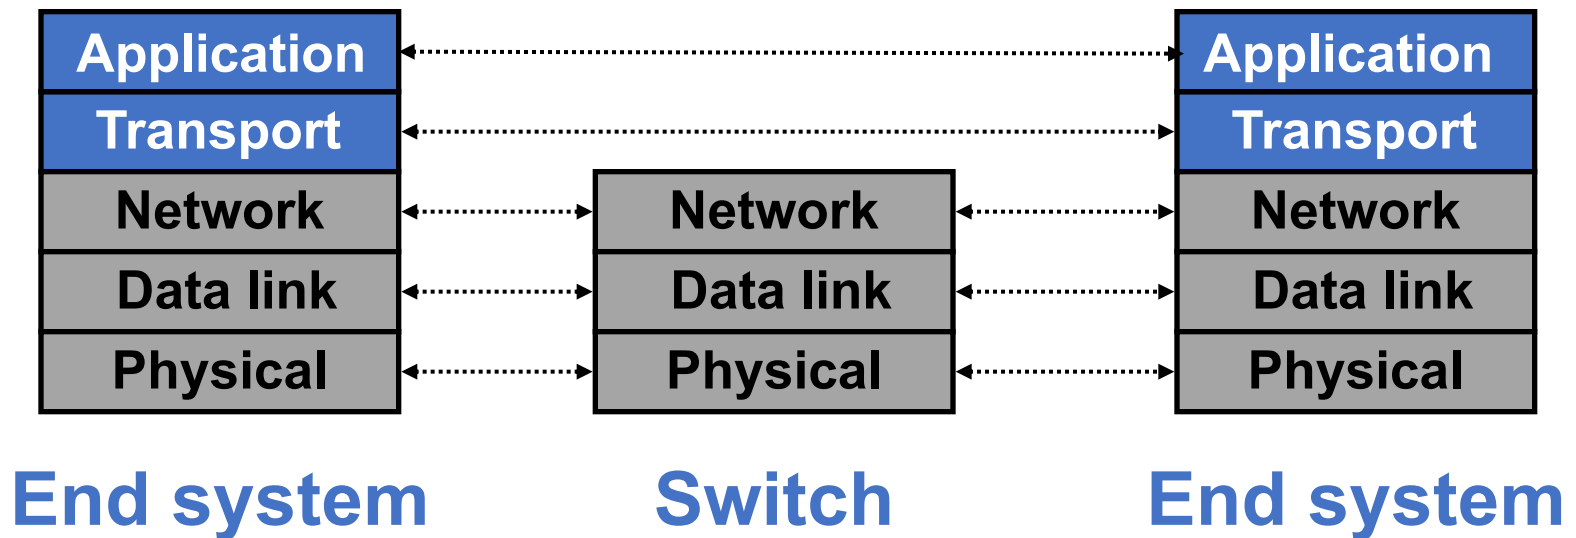 Application
Transport
Network
Data link
Physical
End system
Network
Data link
Physical
Switch
Application
Transport
Network
Data link
Physical
End system